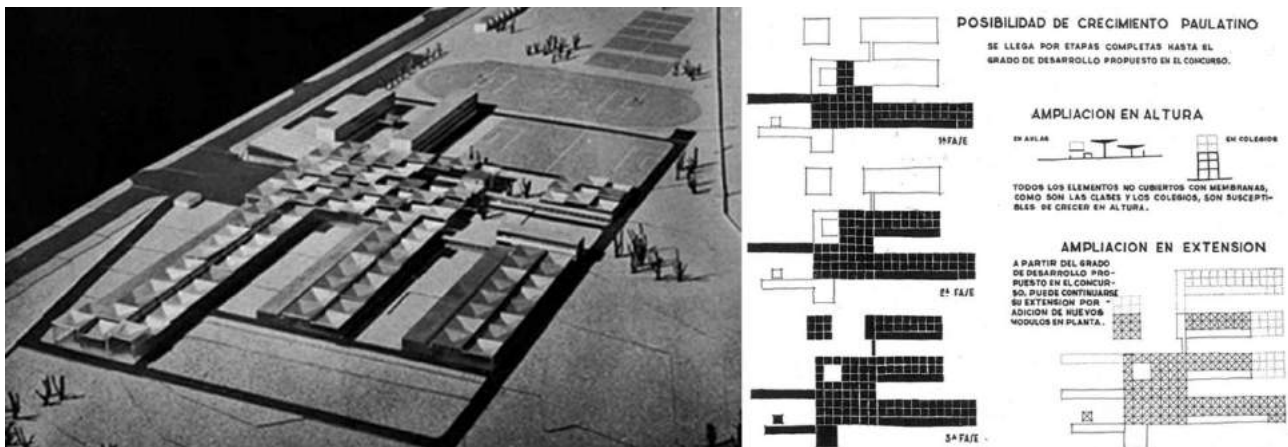 POSIBILIDAD DE CRECIMIENTO PAULATINO
SE LLEGA POR ETAPAS COMPLETAS HASTA EL
GRADO DE DESARROLLO PROPUESTO EN EL CONCURSO.
1ª FASE
AMPLIACION EN ALTURA
EN AULAS
EN COLEGIOS
TODOS LOS ELEMENTOS NO CUBIERTOS CON MEMBRANAS,
COMO SON LAS CLASES Y LOS COLEGIOS, SON SUSCEPTI-
BLES DE CRECER EN ALTURA.
2ª FASE
AMPLIACION EN EXTENSION
A PARTIR DEL GRADO
DE DESARROLLO PRO-
PUESTO EN EL CONCUR-
SO, PUEDE CONTINUARSE
SU EXTENSION POR
ADICION DE NUEVOS
MODULOS EN PLANTA.
3ª FASE